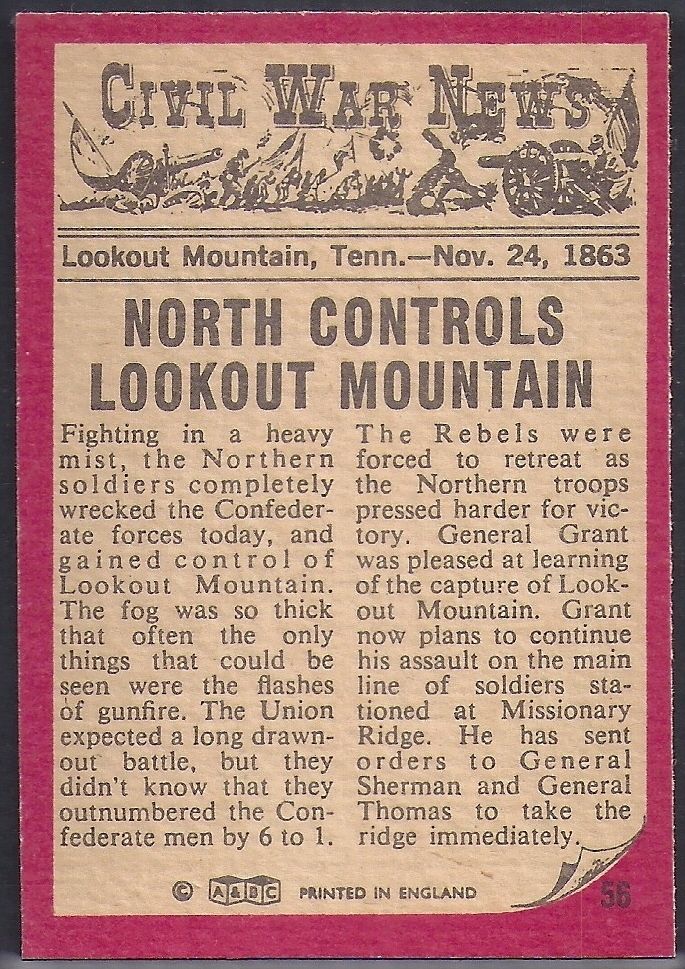 CIVIL WAR NEWS
Lookout Mountain, Tenn.—Nov. 24, 1863
NORTH CONTROLS
LOOKOUT MOUNTAIN
Fighting in a heavy
mist, the Northern
soldiers completely
wrecked the Confeder-
ate forces today, and
gained control of
Lookout Mountain.
The fog was so thick
that often the only
things that could be
seen were the flashes
of gunfire. The Union
expected a long drawn-
out battle, but they
didn't know that they
outnumbered the Con-
federate men by 6 to 1.
The Rebels were
forced to retreat as
the Northern troops
pressed harder for vic-
tory. General Grant
was pleased at learning
of the capture of Look-
out Mountain. Grant
now plans to continue
his assault on the main
line of soldiers sta-
tioned at Missionary
Ridge. He has sent
orders to General
Sherman and General
Thomas to take the
ridge immediately.
© A&BC PRINTED IN ENGLAND
56